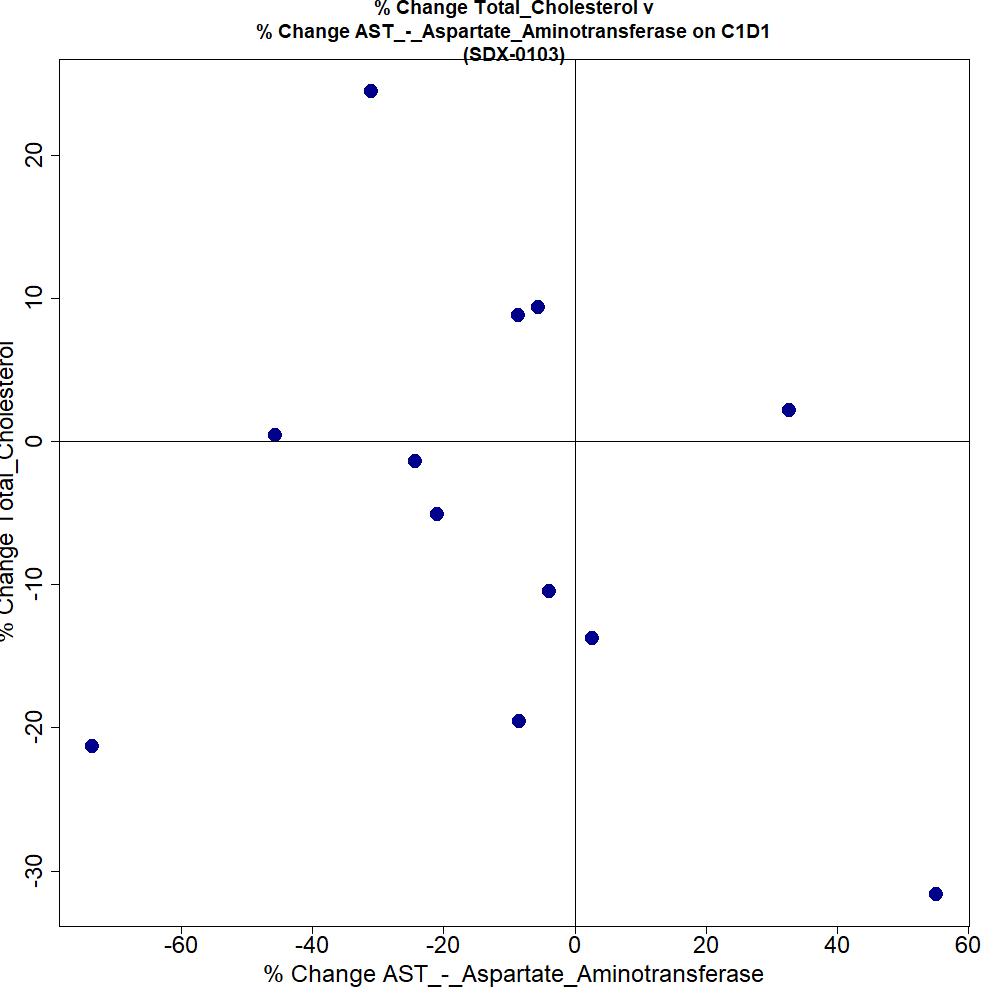 % Change Total_Cholesterol v
% Change AST_-_Aspartate_Aminotransferase on C1D1
(SDX-0103)
% Change Total_Cholesterol
20
10
0
-10
-20
-30
-60
-40
-20
0
20
40
60
% Change AST_-_Aspartate_Aminotransferase